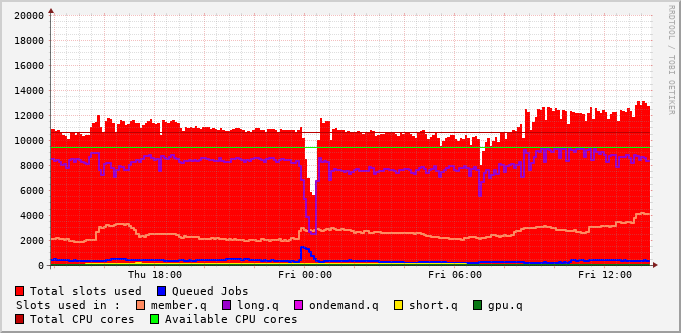 RRDTOOL / TOBI OETIKER
20000
18000
16000
14000
12000
10000
8000
6000
4000
2000
0
Thu 18:00 Fri 00:00 Fri 06:00 Fri 12:00
Total slots used Queued Jobs
Slots used in : member.q long.q ondemand.q short.q gpu.q
Total CPU cores Available CPU cores